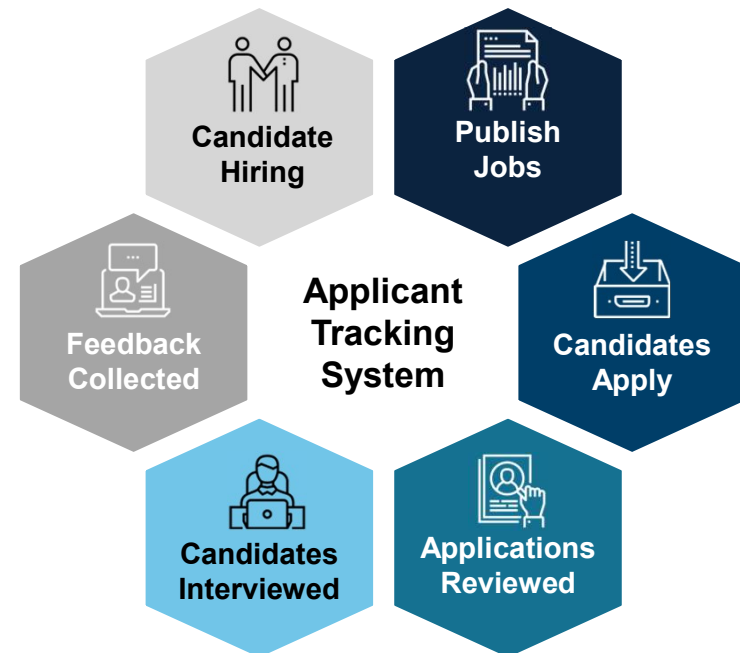 Candidate
Hiring
Publish
Jobs
Feedback
Collected
Applicant
Tracking
System
Candidates
Apply
Candidates
Interviewed
Applications
Reviewed